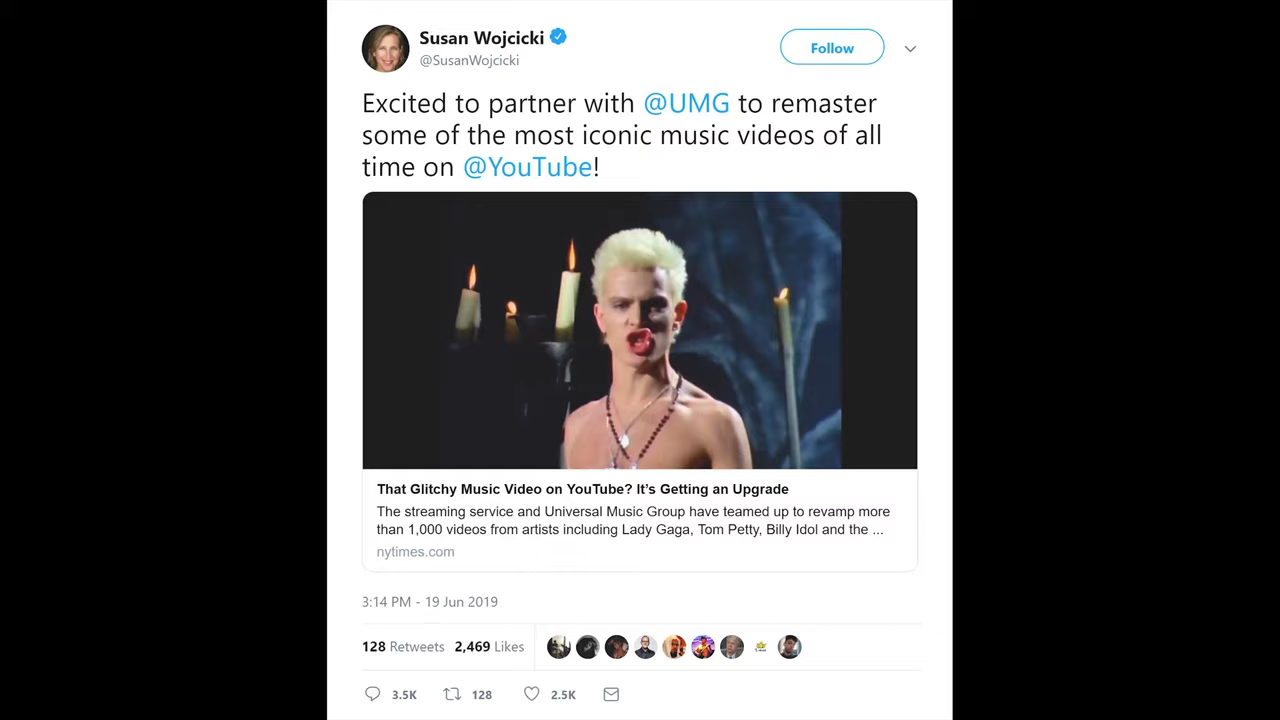 Susan Wojcicki
@SusanWojcicki
Follow
Excited to partner with @UMG to remaster
some of the most iconic music videos of all
time on @YouTube!
That Glitchy Music Video on YouTube? It’s Getting an Upgrade
The streaming service and Universal Music Group have teamed up to revamp more
than 1,000 videos from artists including Lady Gaga, Tom Petty, Billy Idol and the ...
nytimes.com
3:14 PM - 19 Jun 2019
128 Retweets 2,469 Likes
3.5K 128 2.5K